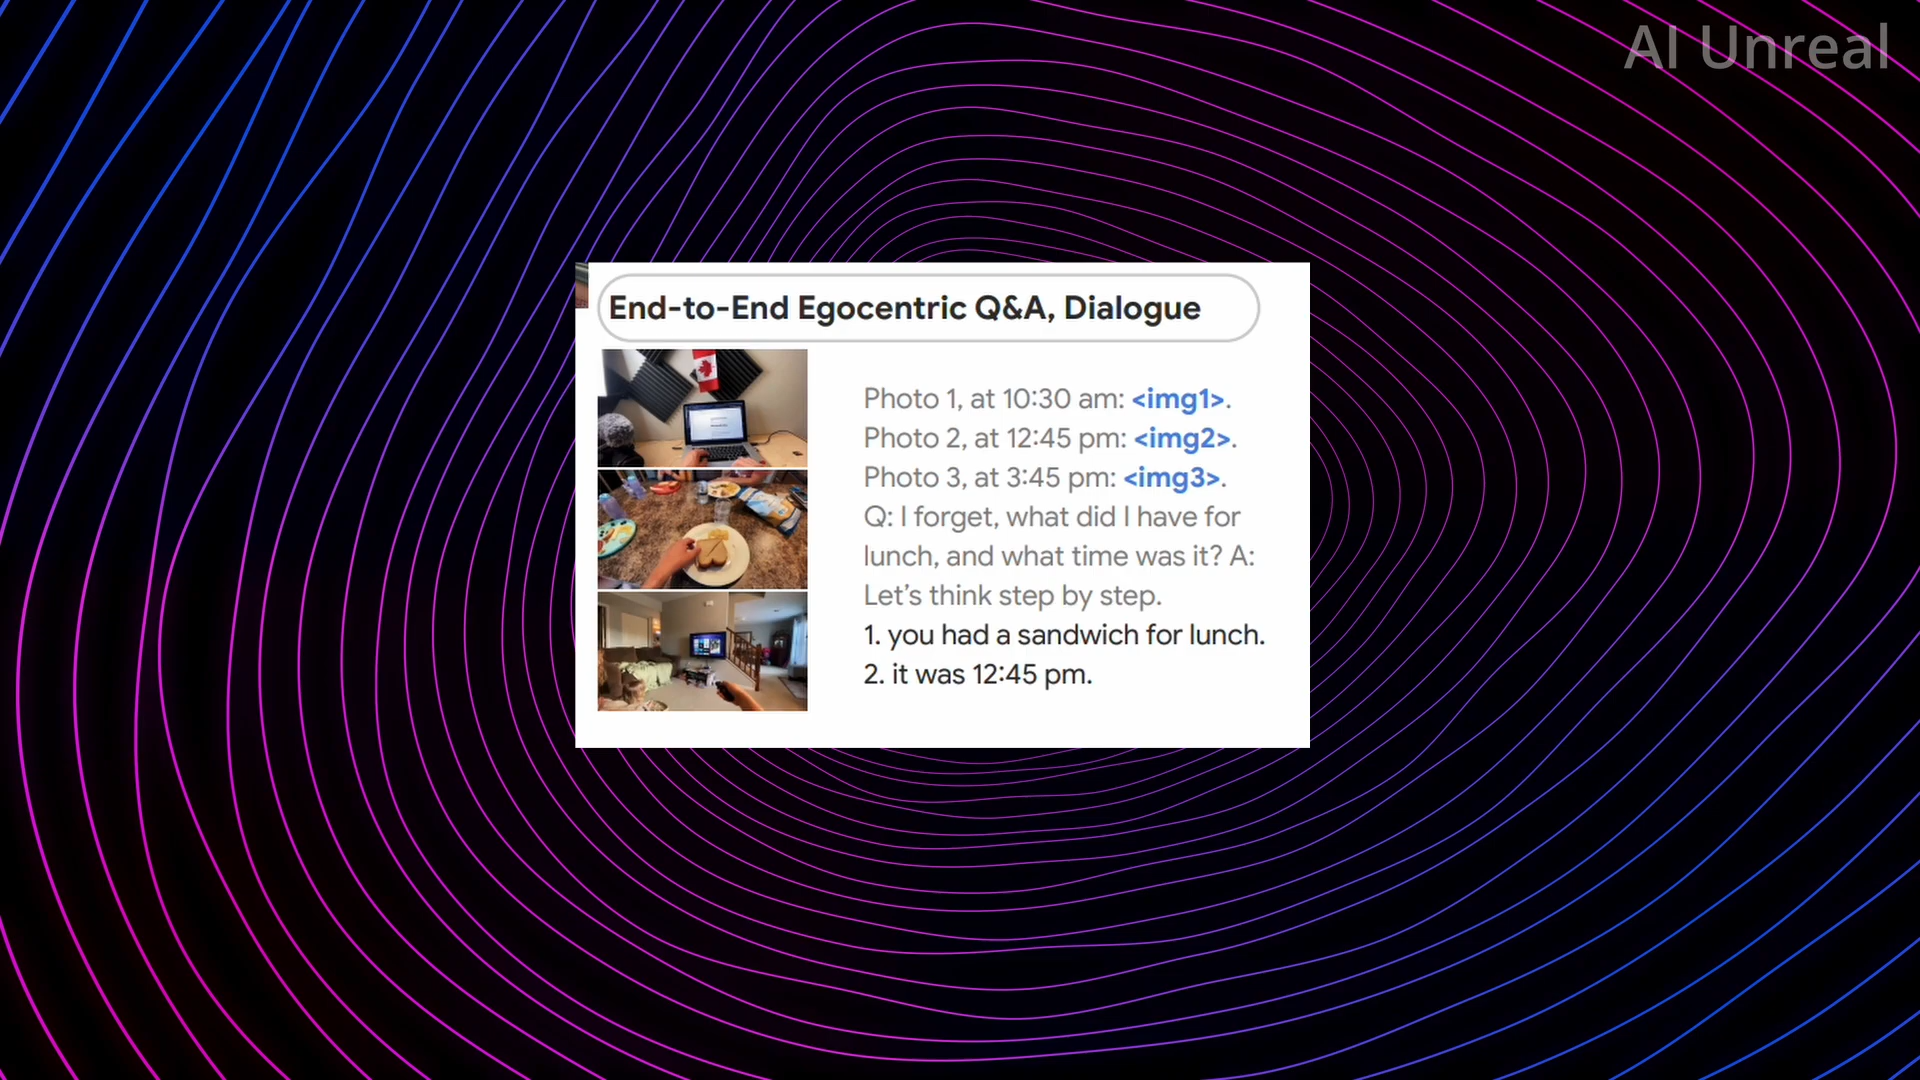 AI Unreal
End-to-End Egocentric Q&A, Dialogue
Photo 1, at 10:30 am: <img1>.
Photo 2, at 12:45 pm: <img2>.
Photo 3, at 3:45 pm: <img3>.
Q: I forget, what did I have for
lunch, and what time was it? A:
Let’s think step by step.
1. you had a sandwich for lunch.
2. it was 12:45 pm.